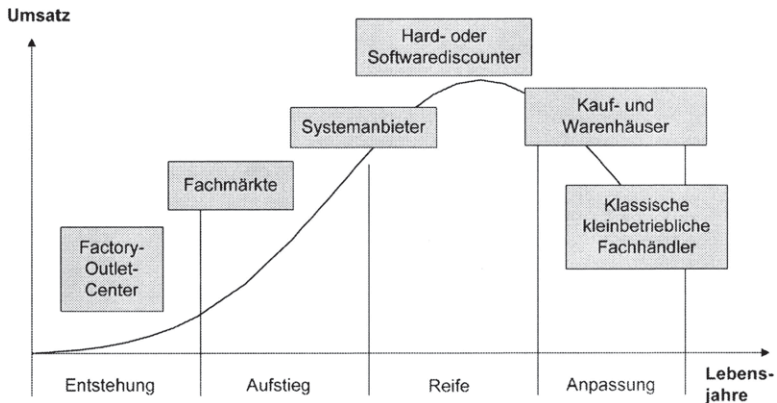 Umsatz
Hard- oder
Softwarediscounter
Systemanbieter
Kauf- und
Warenhäuser
Fachmärkte
Klassische
kleinbetriebliche
Fachhändler
Factory-
Outlet-
Center
Entstehung
Aufstieg
Reife
Anpassung
Lebens-
jahre